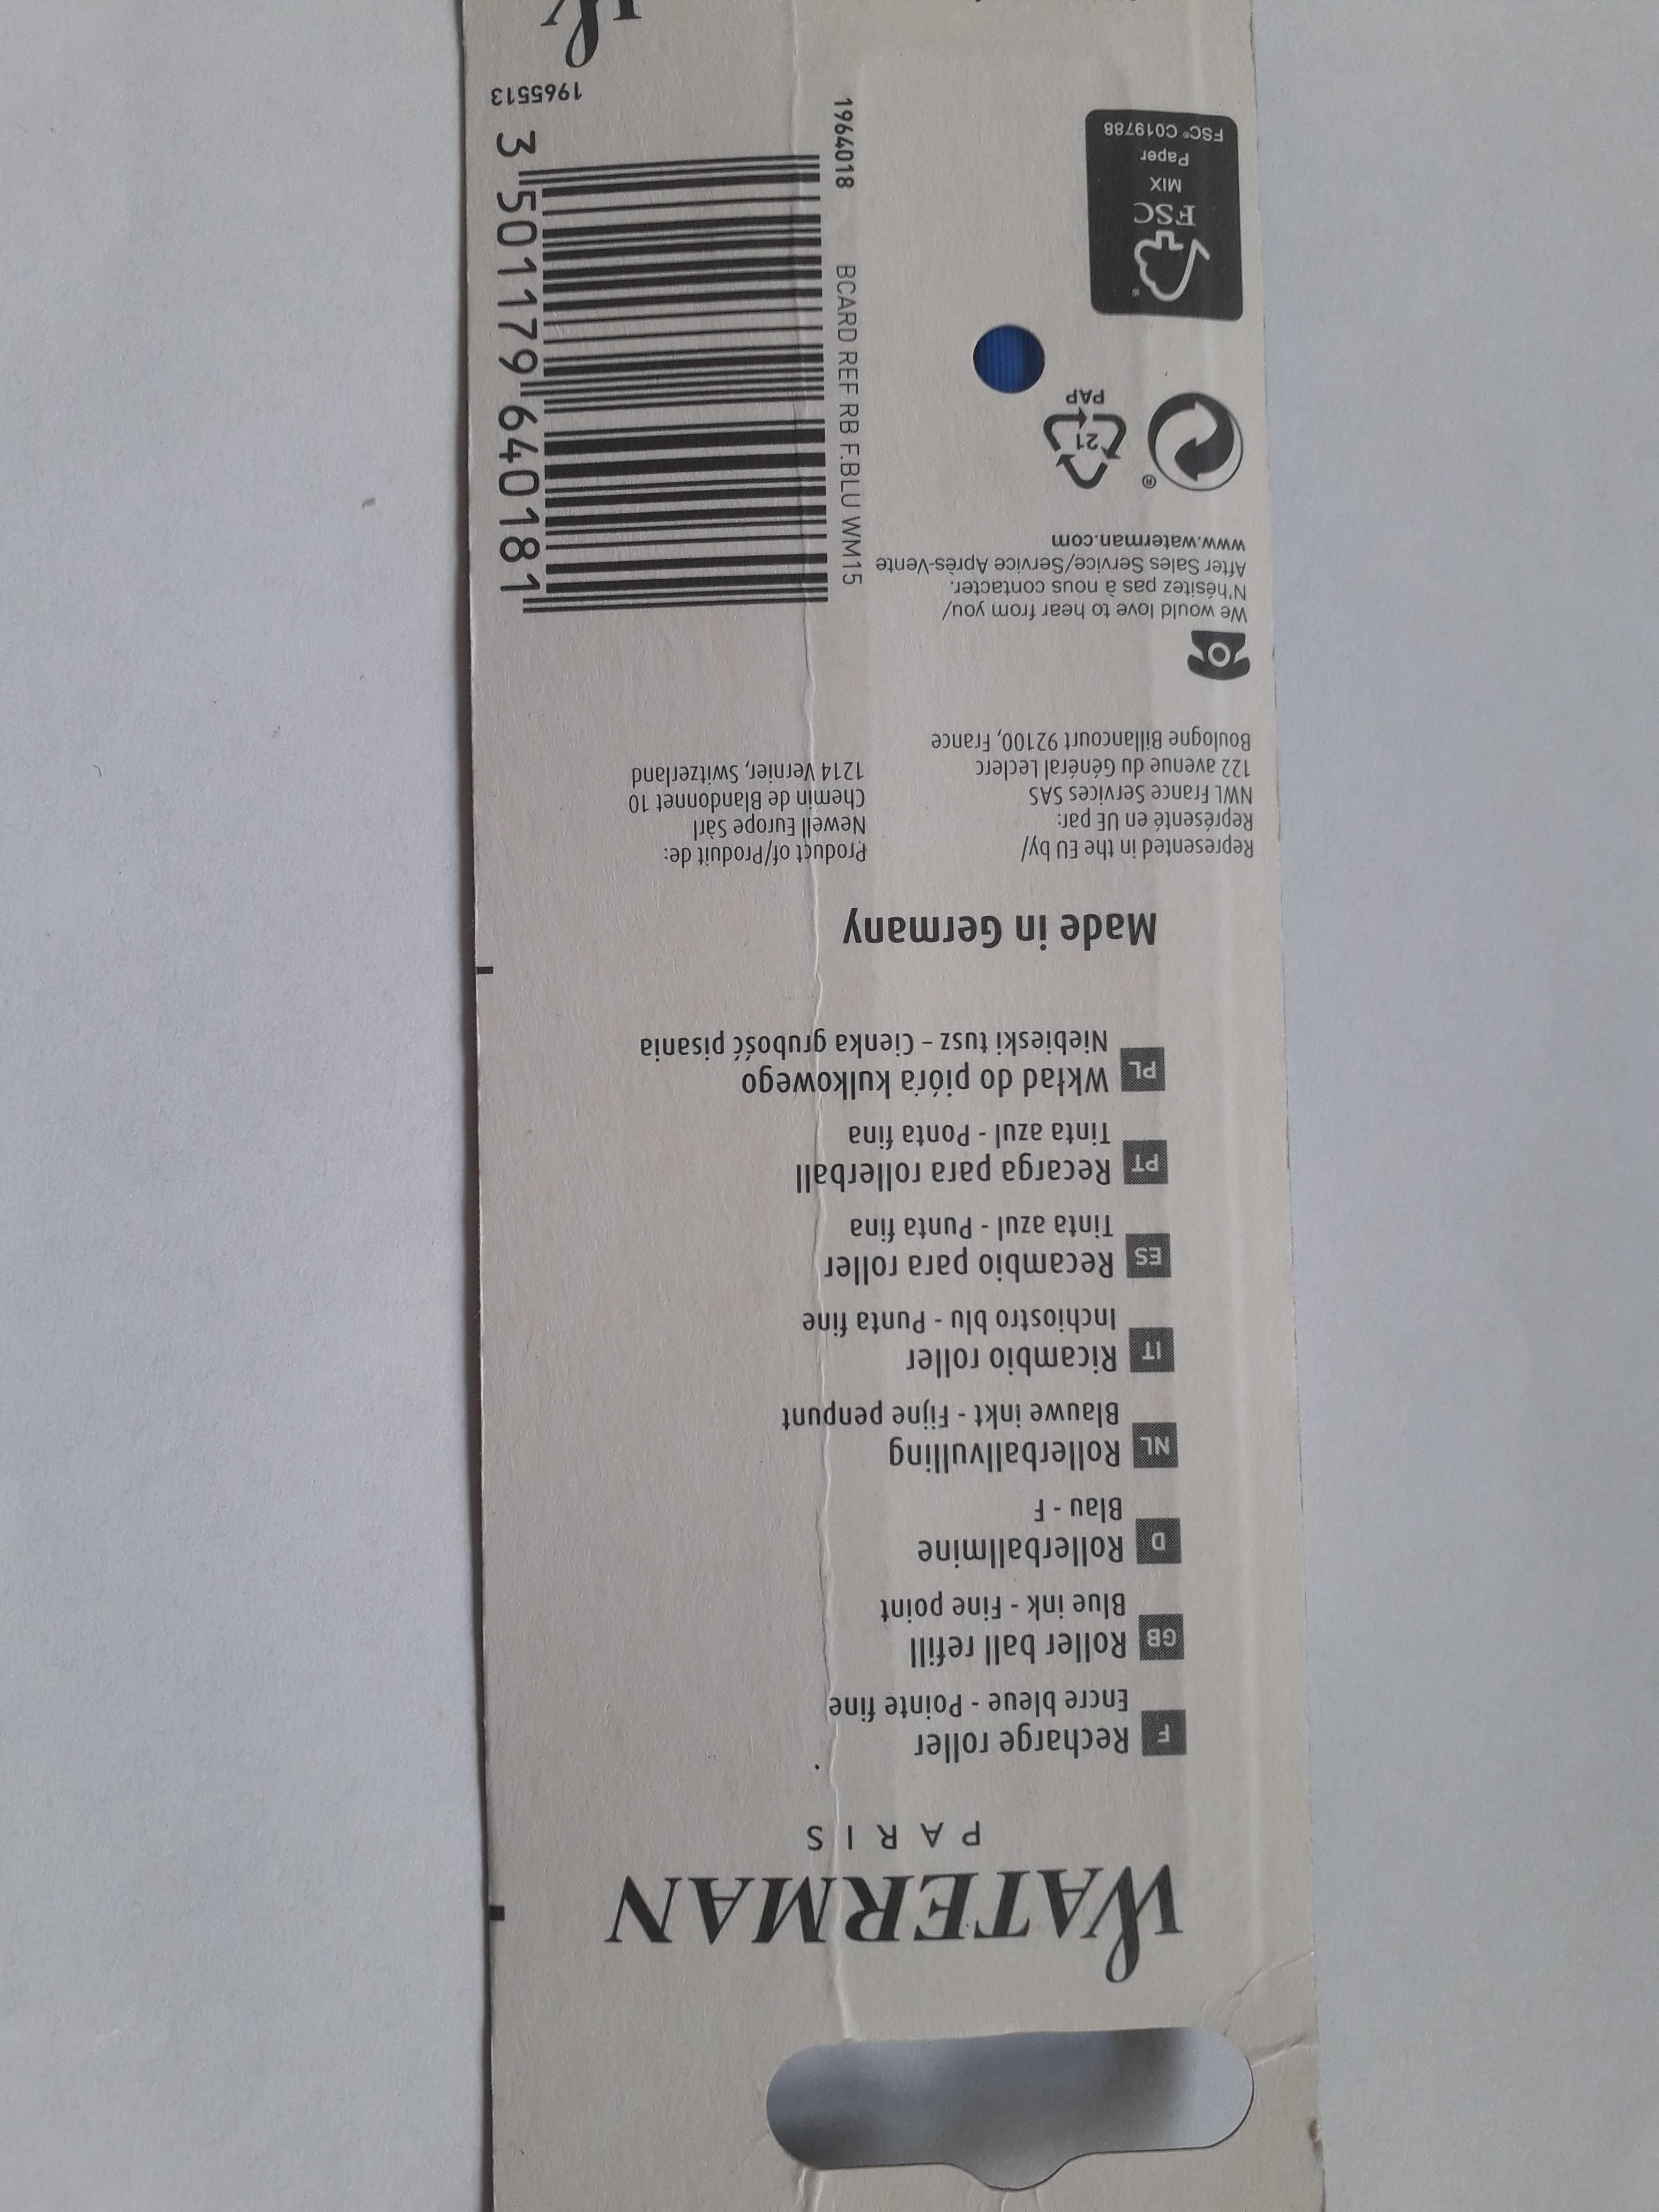 WATERMAN
PARIS
F
Recharge roller
Encre bleue - Pointe fine
GB
Roller ball refill
Blue ink - Fine point
D
Rollerballmine
Blau - F
NL
Rollerballvulling
Blauwe inkt - Fijne penpunt
IT
Ricambio roller
Inchiostro blu - Punta fine
ES
Recambio para roller
Tinta azul - Punta fina
PT
Recarga para rollerball
Tinta azul - Ponta fina
PL
Wkład do pióra kulkowego
Niebieski tusz – Cienka grubość pisania
Made in Germany
Represented in the EU by/
Représenté en UE par:
NWL France Services SAS
122 avenue du Général Leclerc
Boulogne Billancourt 92100, France
Product of/Produit de:
Newell Europe Sàrl
Chemin de Blandonnet 10
1214 Vernier, Switzerland
We would love to hear from you/
N'hésitez pas à nous contacter.
After Sales Service/Service Après-Vente
www.waterman.com
®
21
PAP
FSC
MIX
Paper
FSC® C019788
1964018 BCARD REF RB F.BLU WM15
3 501179 640181
1965513